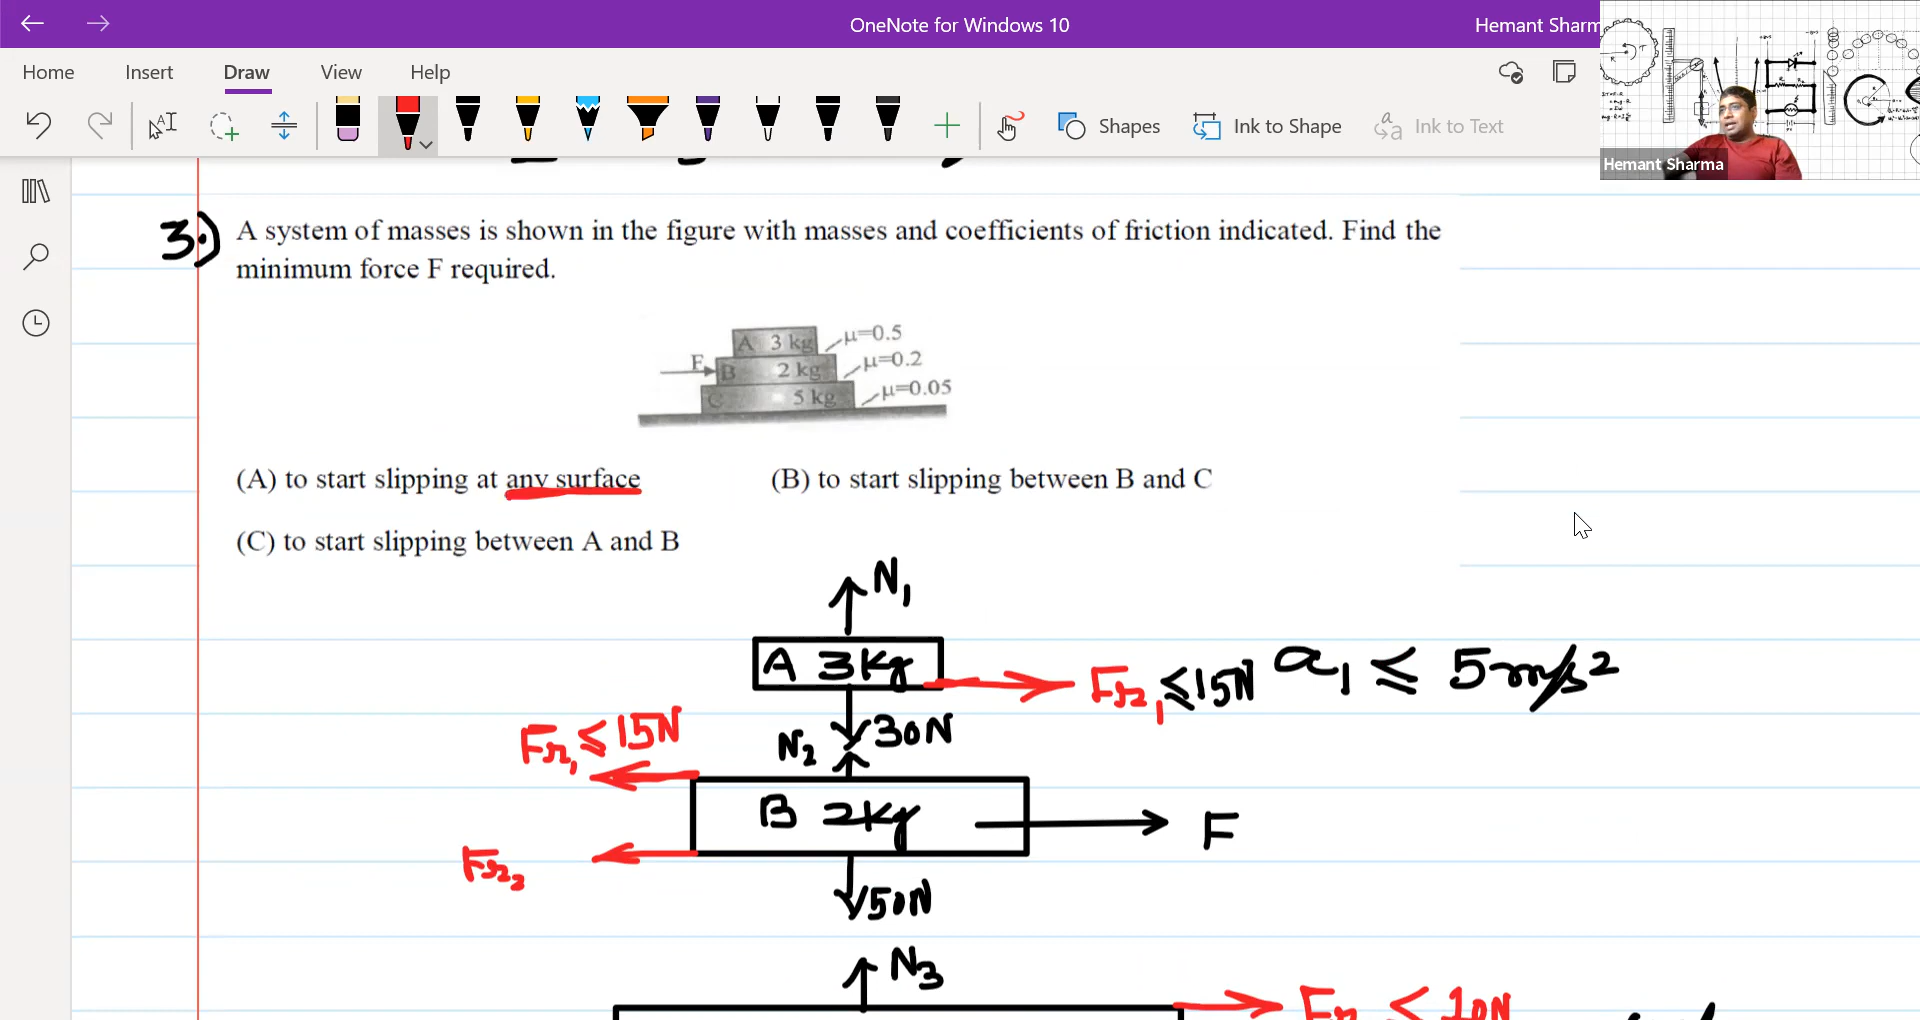 OneNote for Windows 10
Hemant Sharm
Home Insert Draw View Help
Shapes Ink to Shape Ink to Text
Hemant Sharma
3.) A system of masses is shown in the figure with masses and coefficients of friction indicated. Find the
minimum force F required.
A 3 kg μ=0.5
F B 2 kg μ=0.2
C 5 kg μ=0.05
(A) to start slipping at any surface (B) to start slipping between B and C
(C) to start slipping between A and B
N1
A 3kg Fr1 ≤ 15N a1 ≤ 5m/s2
30N
Fr1 ≤ 15N
N2
B 2kg F
Fr2
50N
N3
Fr ≤ 10N